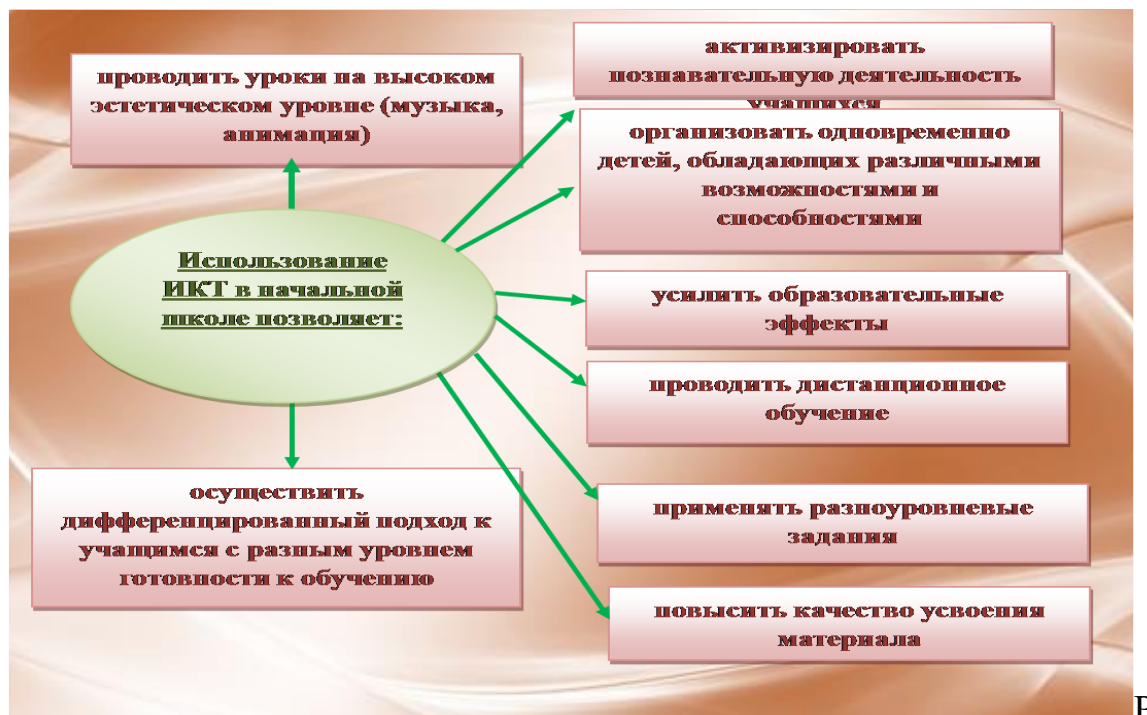 проводить уроки на высоком
эстетическом уровне (музыка,
анимация)
активизировать
познавательную деятельность
учащихся
организовать одновременно
детей, обладающих различными
возможностями и
способностями
Использование
ИКТ в начальной
школе позволяет:
усилить образовательные
эффекты
проводить дистанционное
обучение
осуществить
дифференцированный подход к
учащимся с разным уровнем
готовности к обучению
применять разноуровневые
задания
повысить качество усвоения
материала